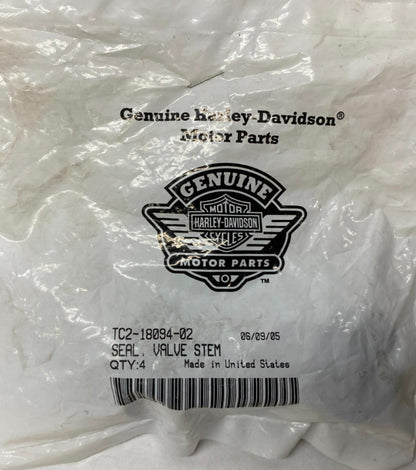 Genuine Harley-Davidson®
Motor Parts
GENUINE
MOTOR
HARLEY-DAVIDSON
CYCLES
MOTOR PARTS
™
TC2-18094-02 06/09/05
SEAL, VALVE STEM
QTY:4 Made in United States